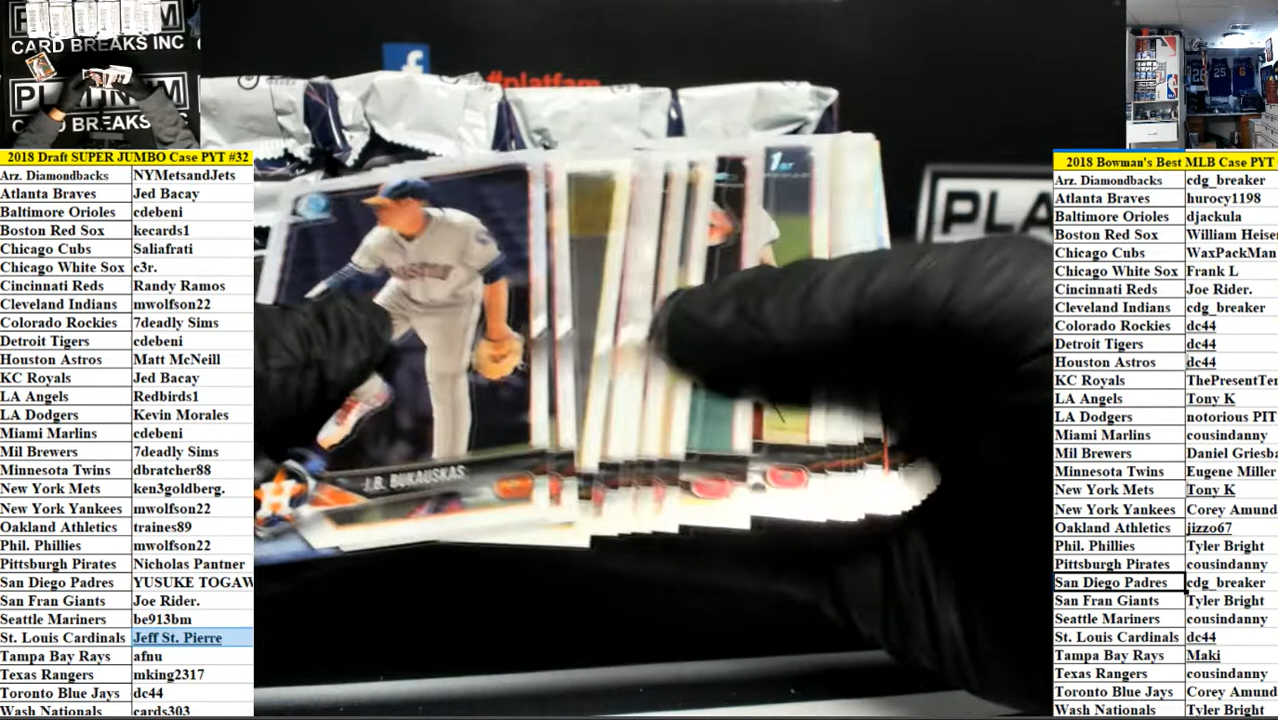 CARD BREAKS INC
PLATINUM
CARD BREAKS INC
f
#platfam
PLA
1ST
J.B. BUKAUSKAS
2018 Draft SUPER JUMBO Case PYT #32
Arz. Diamondbacks NYMetsandJets
Atlanta Braves Jed Bacay
Baltimore Orioles cdebeni
Boston Red Sox kecards1
Chicago Cubs Saliafrati
Chicago White Sox c3r.
Cincinnati Reds Randy Ramos
Cleveland Indians mwolfson22
Colorado Rockies 7deadly Sims
Detroit Tigers cdebeni
Houston Astros Matt McNeill
KC Royals Jed Bacay
LA Angels Redbirds1
LA Dodgers Kevin Morales
Miami Marlins cdebeni
Mil Brewers 7deadly Sims
Minnesota Twins dbratcher88
New York Mets ken3goldberg.
New York Yankees mwolfson22
Oakland Athletics traines89
Phil. Phillies mwolfson22
Pittsburgh Pirates Nicholas Pantner
San Diego Padres YUSUKE TOGAW
San Fran Giants Joe Rider.
Seattle Mariners be913bm
St. Louis Cardinals Jeff St. Pierre
Tampa Bay Rays afnu
Texas Rangers mking2317
Toronto Blue Jays dc44
Wash Nationals cards303
2018 Bowman's Best MLB Case PYT
Arz. Diamondbacks cdg_breaker
Atlanta Braves hurocy1198
Baltimore Orioles djackula
Boston Red Sox William Heise
Chicago Cubs WaxPackMan
Chicago White Sox Frank L
Cincinnati Reds Joe Rider.
Cleveland Indians cdg_breaker
Colorado Rockies dc44
Detroit Tigers dc44
Houston Astros dc44
KC Royals ThePresentTe
LA Angels Tony K
LA Dodgers notorious PIT
Miami Marlins cousindanny
Mil Brewers Daniel Griesba
Minnesota Twins Eugene Miller
New York Mets Tony K
New York Yankees Corey Amund
Oakland Athletics jizzo67
Phil. Phillies Tyler Bright
Pittsburgh Pirates cousindanny
San Diego Padres cdg_breaker
San Fran Giants Tyler Bright
Seattle Mariners cousindanny
St. Louis Cardinals dc44
Tampa Bay Rays Maki
Texas Rangers cousindanny
Toronto Blue Jays Corey Amund
Wash Nationals Tyler Bright